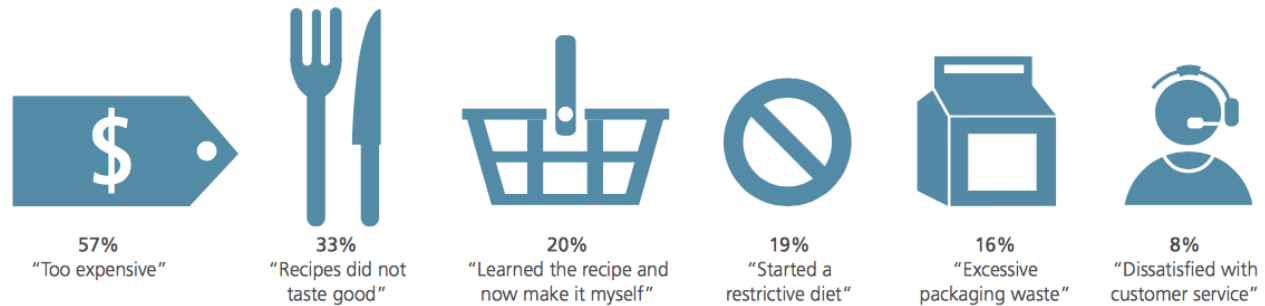 $
57%
“Too expensive”
33%
“Recipes did not
taste good”
20%
“Learned the recipe and
now make it myself”
19%
“Started a
restrictive diet”
16%
“Excessive
packaging waste”
8%
“Dissatisfied with
customer service”